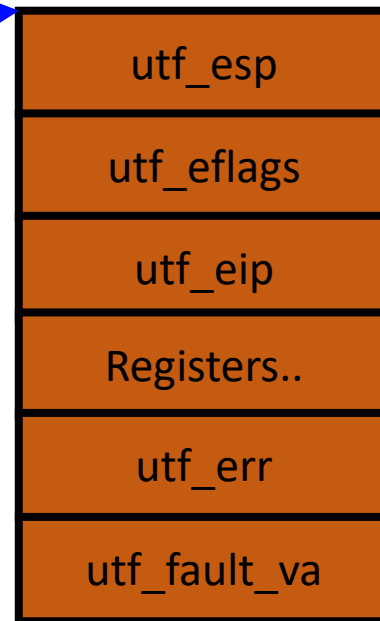 utf_esp
utf_eflags
utf_eip
Registers..
utf_err
utf_fault_va